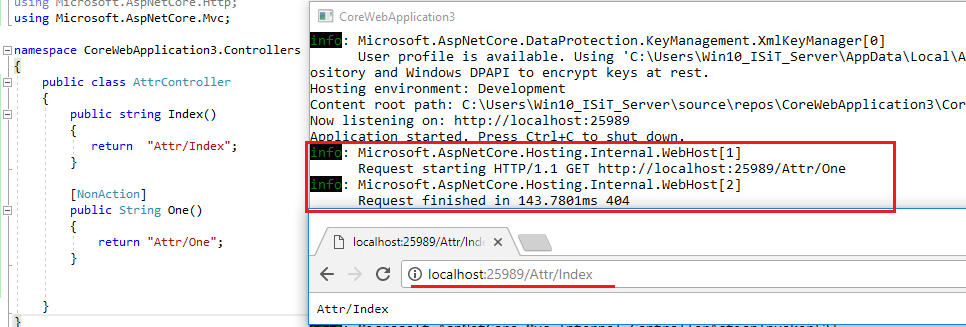 using Microsoft.AspNetCore.Http;
using Microsoft.AspNetCore.Mvc;
namespace CoreWebApplication3.Controllers
{
public class AttrController
{
public string Index()
{
return "Attr/Index";
}
[NonAction]
public String One()
{
return "Attr/One";
}
}
}
CoreWebApplication3
info: Microsoft.AspNetCore.DataProtection.KeyManagement.XmlKeyManager[0]
User profile is available. Using 'C:\Users\Win10_ISiT_Server\AppData\Local\A
ository and Windows DPAPI to encrypt keys at rest.
Hosting environment: Development
Content root path: C:\Users\Win10_ISiT_Server\source\repos\CoreWebApplication3\Cor
Now listening on: http://localhost:25989
Application started. Press Ctrl+C to shut down.
info: Microsoft.AspNetCore.Hosting.Internal.WebHost[1]
Request starting HTTP/1.1 GET http://localhost:25989/Attr/One
info: Microsoft.AspNetCore.Hosting.Internal.WebHost[2]
Request finished in 143.7801ms 404
localhost:25989/Attr/Inde
localhost:25989/Attr/Index
Attr/Index